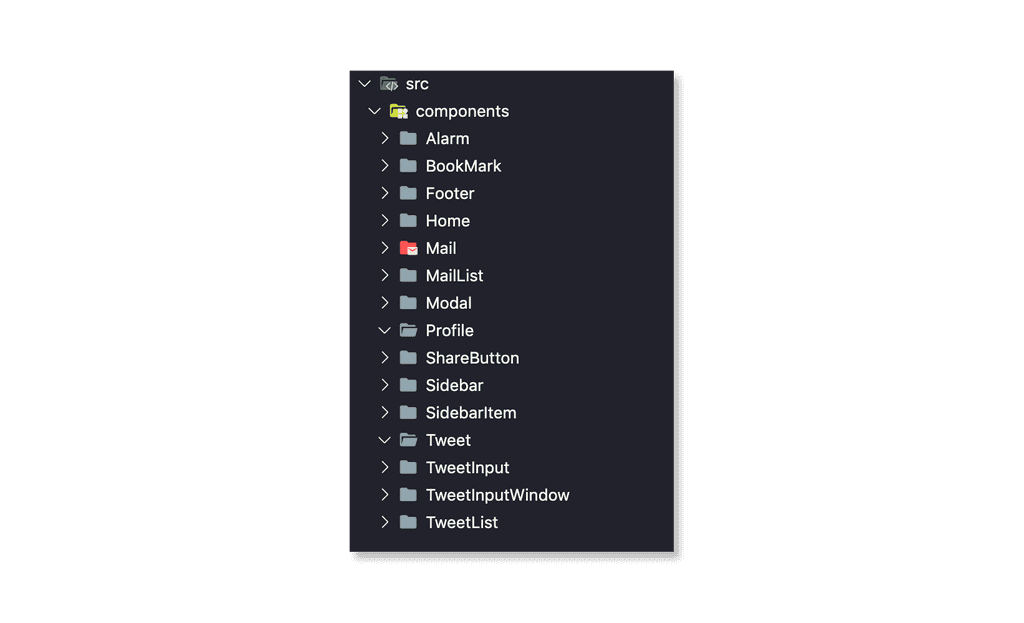 src
components
Alarm
BookMark
Footer
Home
Mail
MailList
Modal
Profile
ShareButton
Sidebar
SidebarItem
Tweet
TweetInput
TweetInputWindow
TweetList